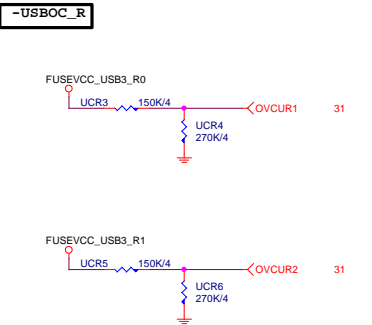 -USBOC_R
FUSEVCC_USB3_R0
UCR3 150K/4 OVCUR1 31
UCR4
270K/4
FUSEVCC_USB3_R1
UCR5 150K/4 OVCUR2 31
UCR6
270K/4